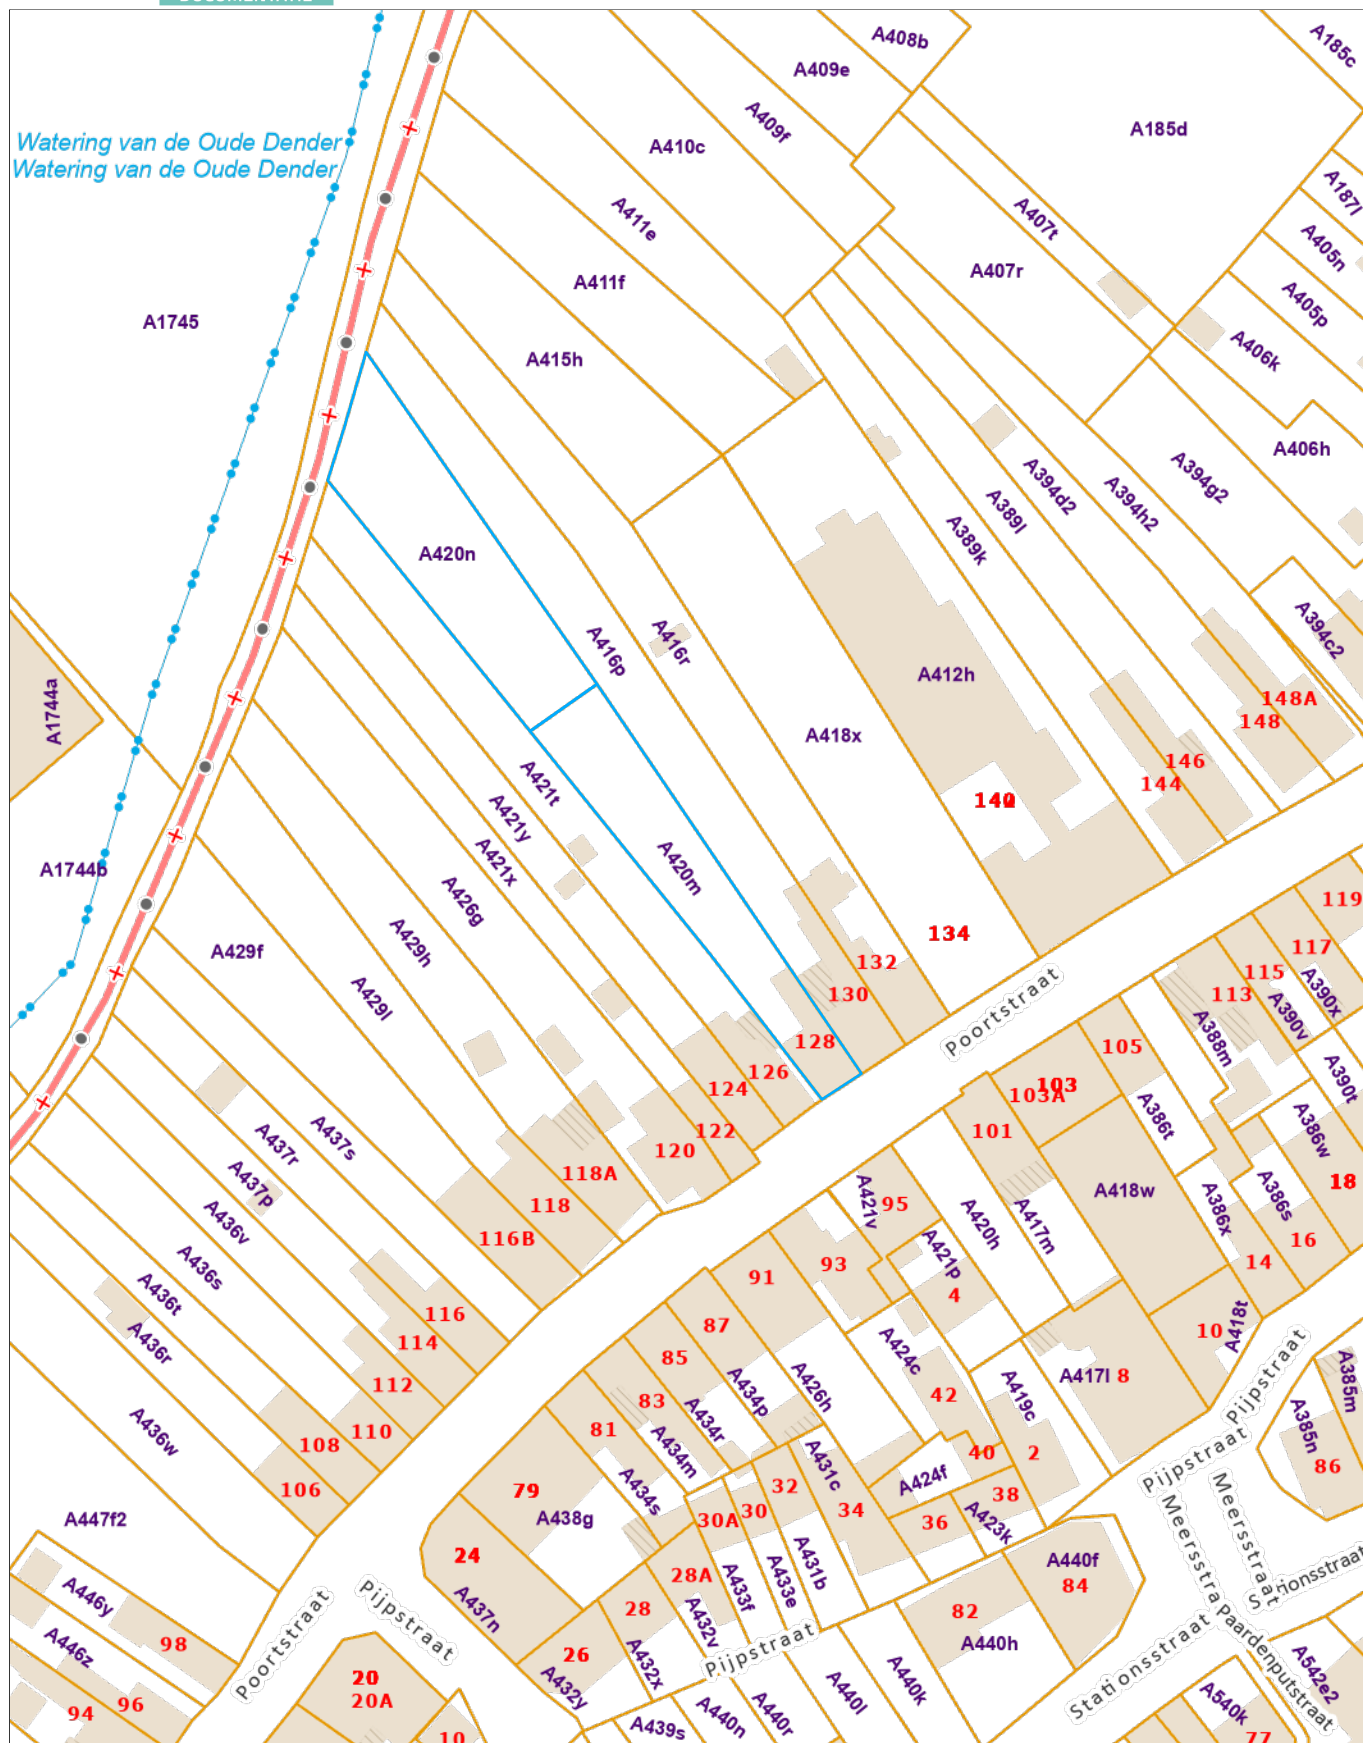 A408b
A185c
A409e
A409f
A185d
Watering van de Oude Dender
Watering van de Oude Dender
A410c
A187l
A411e
A407t
A405n
A407r
A411f
A405p
A1745
A406k
A415h
A406h
A394g2
A394d2
A394h2
A389l
A389k
A420n
A394c2
A416p
A416r
A412h
A1744a
148A
148
A418x
146
144
A421t
140
A421y
A421x
A420m
A1744b
119
A426g
134
117
A429h
A429f
132
115
A390x
130
113
A390v
A429l
Poortstraat
A388m
128
105
126
103
103A
A390t
124
A386t
A386w
101
122
A437s
A437r
120
118A
18
A437p
A418w
118
A421v
95
A386x
A386s
A436v
116B
A420h
A417m
16
A436s
A421p
93
14
91
4
A436t
116
A418t
87
10
A436r
114
A424c
85
A417l
8
Pijpstraat
A385m
112
A434p
A426h
A419c
42
83
A434r
A385n
A436w
81
110
A434m
108
40
2
Pijpstraat
A431c
86
A424f
32
106
79
A434s
38
Meersstraat
34
30
A447f2
A438g
30A
36
A423k
Meersstra
24
A440f
28A
A431b
84
A433e
A433f
Stationsstraat
A446y
A437n
Pijpstraat
28
82
A432v
98
Pijpstraat
A440h
Paardenputstraat
A446z
Poortstraat
26
Stationsstraat
A432x
20
A432y
A440k
A542e2
20A
A440l
96
A540k
94
A439s
A440n
A440r
10
77